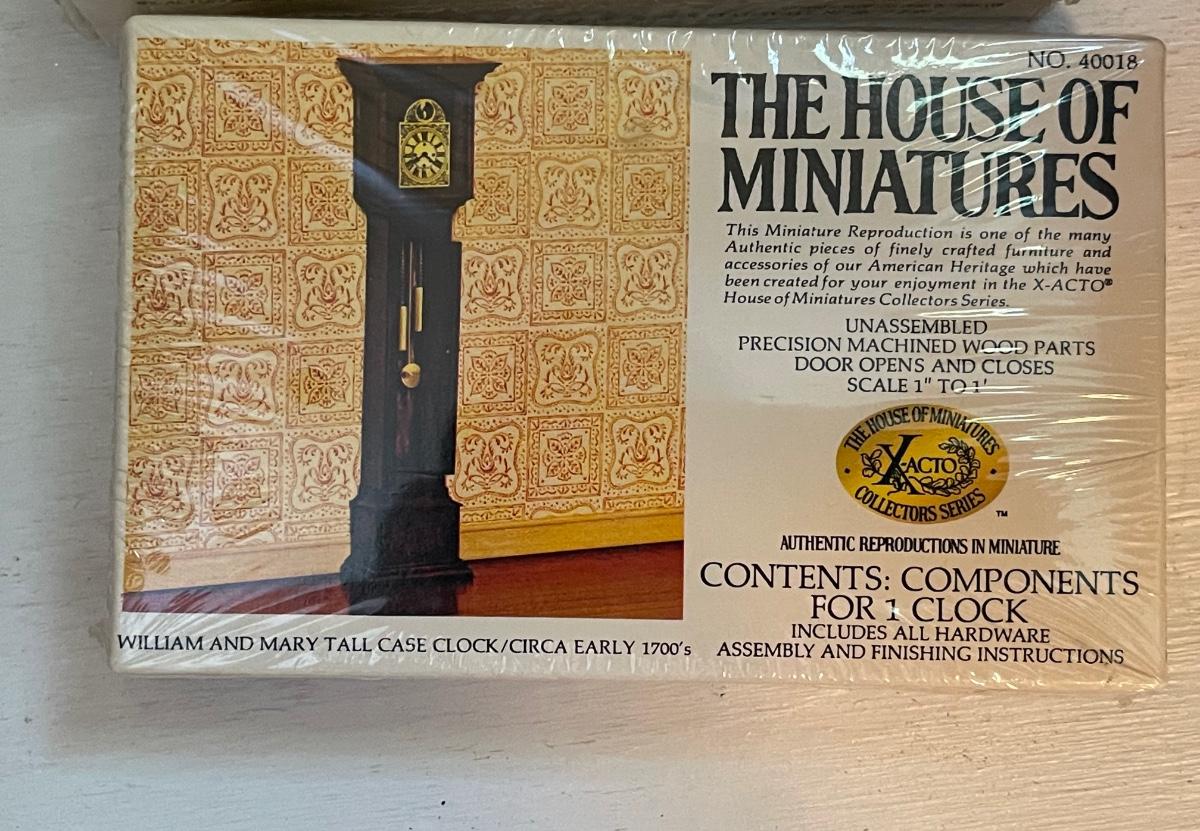 NO. 40018
THE HOUSE OF
MINIATURES
This Miniature Reproduction is one of the many
Authentic pieces of finely crafted furniture and
accessories of our American Heritage which have
been created for your enjoyment in the X-ACTO®
House of Miniatures Collectors Series.
UNASSEMBLED
PRECISION MACHINED WOOD PARTS
DOOR OPENS AND CLOSES
SCALE 1" TO 1'
THE HOUSE OF MINIATURES
X-ACTO
COLLECTORS SERIES
TM
AUTHENTIC REPRODUCTIONS IN MINIATURE
CONTENTS: COMPONENTS
FOR 1 CLOCK
INCLUDES ALL HARDWARE
ASSEMBLY AND FINISHING INSTRUCTIONS
WILLIAM AND MARY TALL CASE CLOCK/CIRCA EARLY 1700's